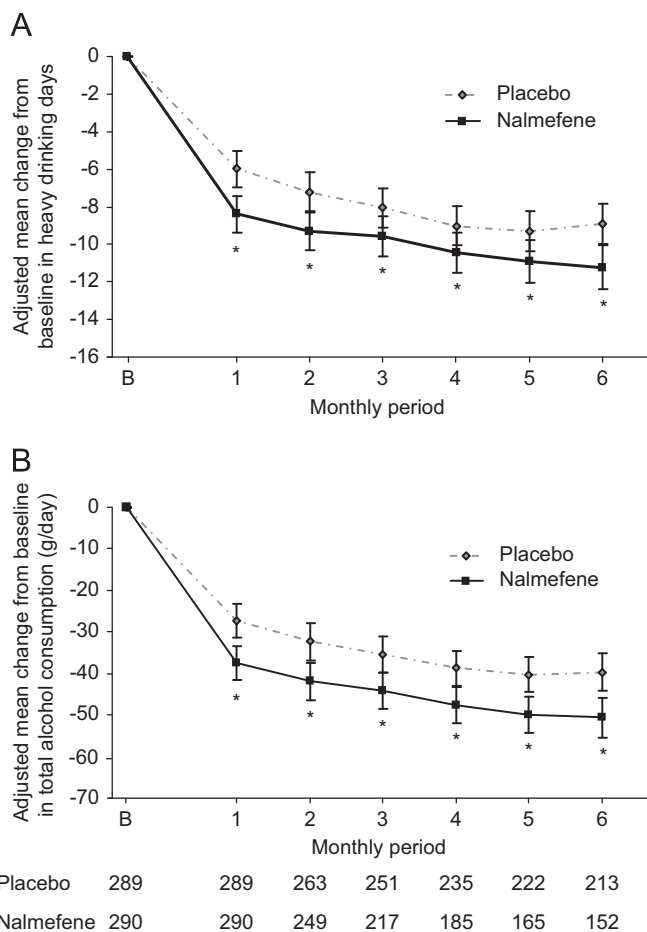 A
Adjusted mean change from
baseline in heavy drinking days
0
-2
-4
-6
-8
-10
-12
-14
-16
Placebo
Nalmefene
* * * * * *
B 1 2 3 4 5 6
Monthly period
B
Adjusted mean change from baseline
in total alcohol consumption (g/day)
0
-10
-20
-30
-40
-50
-60
-70
Placebo
Nalmefene
* * * * * *
B 1 2 3 4 5 6
Monthly period
Placebo 289 289 263 251 235 222 213
Nalmefene 290 290 249 217 185 165 152